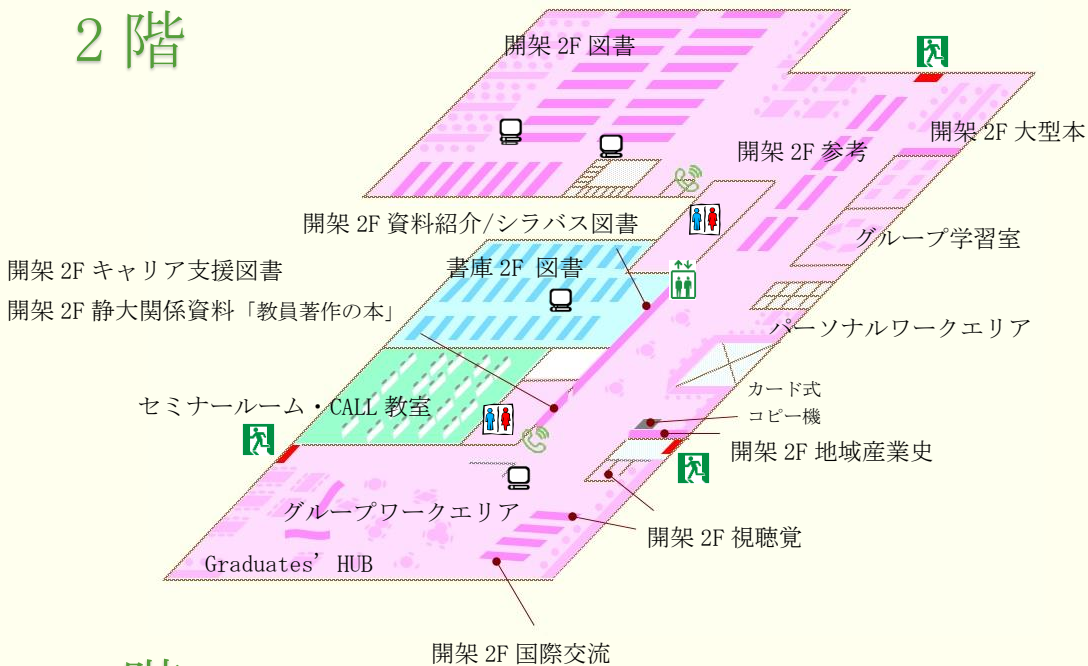 2 階
開架 2F 図書
開架 2F 大型本
開架 2F 参考
開架 2F 資料紹介/シラバス図書
グループ学習室
開架 2F キャリア支援図書
書庫 2F 図書
開架 2F 静大関係資料「教員著作の本」
パーソナルワークエリア
カード式
コピー機
セミナールーム・CALL 教室
開架 2F 地域産業史
グループワークエリア
開架 2F 視聴覚
Graduates’ HUB
開架 2F 国際交流